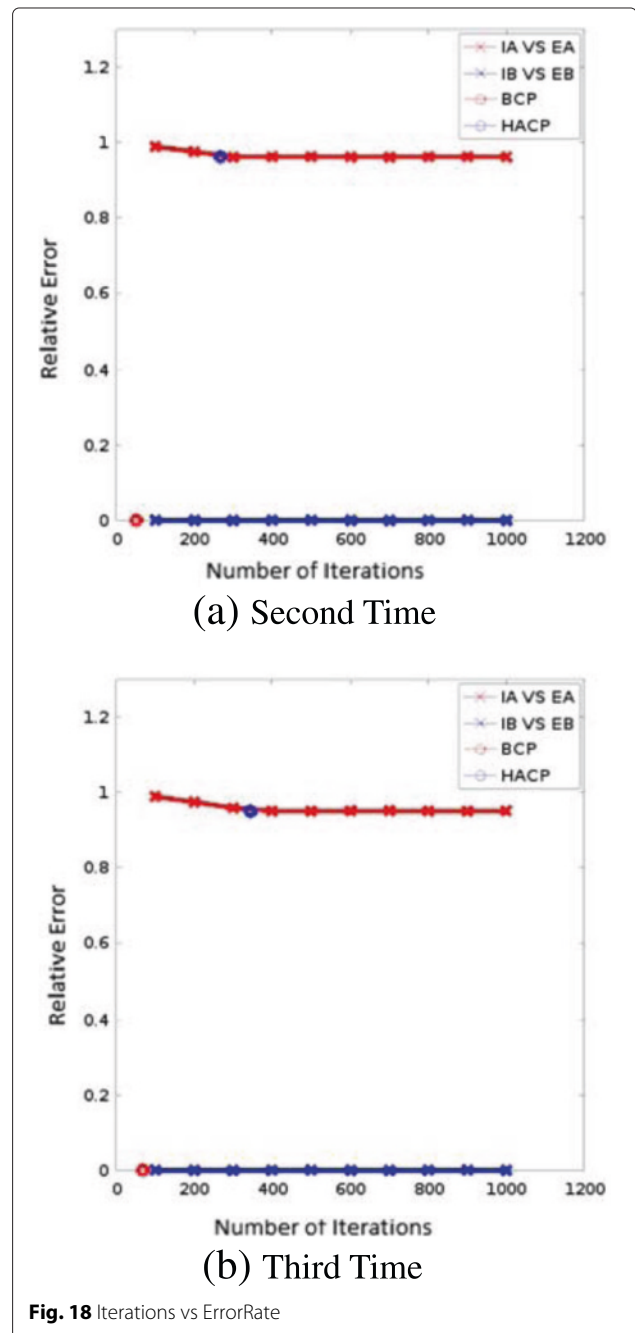 1.2
1
0.8
0.6
0.4
0.2
0
Relative Error
IA VS EA
IB VS EB
BCP
HACP
0 200 400 600 800 1000 1200
Number of Iterations
(a) Second Time
1.2
1
0.8
0.6
0.4
0.2
0
Relative Error
IA VS EA
IB VS EB
BCP
HACP
0 200 400 600 800 1000 1200
Number of Iterations
(b) Third Time
Fig. 18 Iterations vs ErrorRate